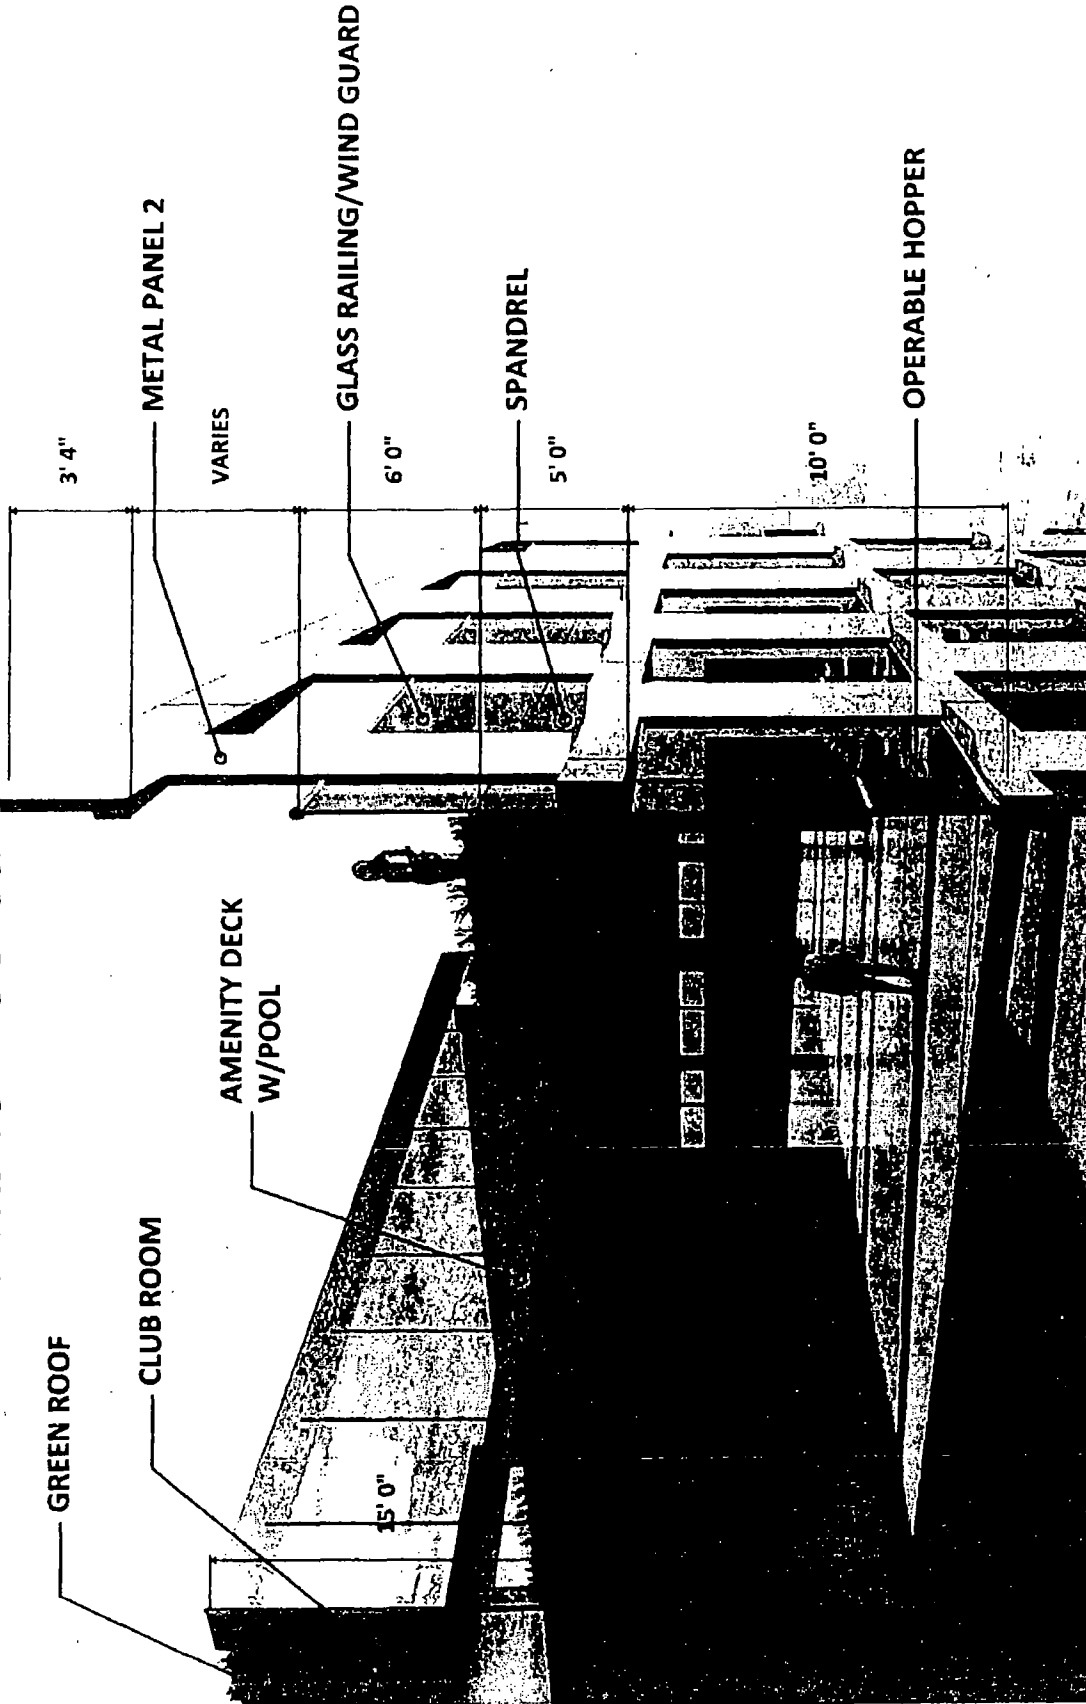 GREEN ROOF
CLUB ROOM
AMENITY DECK
W/POOL
15' 0"
3' 4"
METAL PANEL 2
VARIES
GLASS RAILING/WIND GUARD
6' 0"
SPANDREL
5' 0"
10' 0"
OPERABLE HOPPER